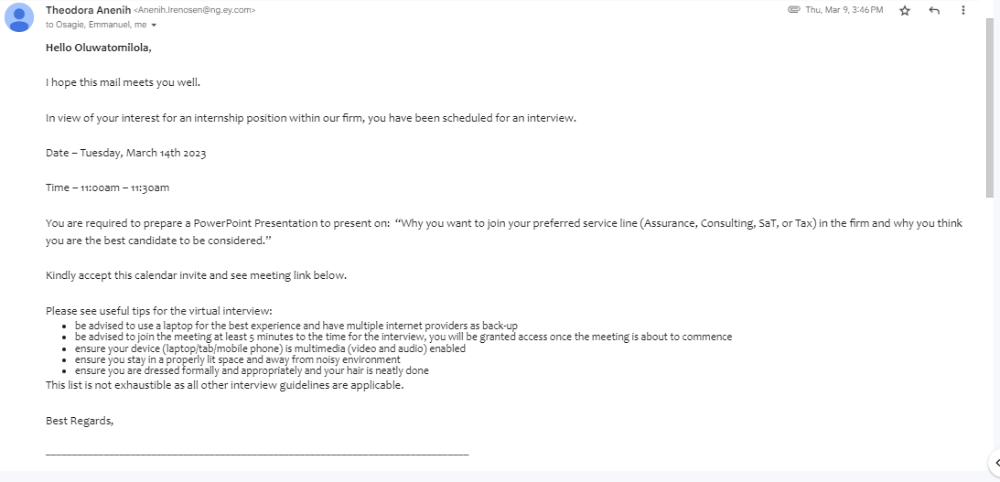 Theodora Anenih <Anenih.Irenosen@ng.ey.com>
Thu, Mar 9, 3:46 PM
to Osagie, Emmanuel, me
Hello Oluwatomilola,
I hope this mail meets you well.
In view of your interest for an internship position within our firm, you have been scheduled for an interview.
Date – Tuesday, March 14th 2023
Time – 11:00am – 11:30am
You are required to prepare a PowerPoint Presentation to present on:  “Why you want to join your preferred service line (Assurance, Consulting, SaT, or Tax) in the firm and why you think
you are the best candidate to be considered.”
Kindly accept this calendar invite and see meeting link below.
Please see useful tips for the virtual interview:
• be advised to use a laptop for the best experience and have multiple internet providers as back-up
• be advised to join the meeting at least 5 minutes to the time for the interview, you will be granted access once the meeting is about to commence
• ensure your device (laptop/tab/mobile phone) is multimedia (video and audio) enabled
• ensure you stay in a properly lit space and away from noisy environment
• ensure you are dressed formally and appropriately and your hair is neatly done
This list is not exhaustible as all other interview guidelines are applicable.
Best Regards,